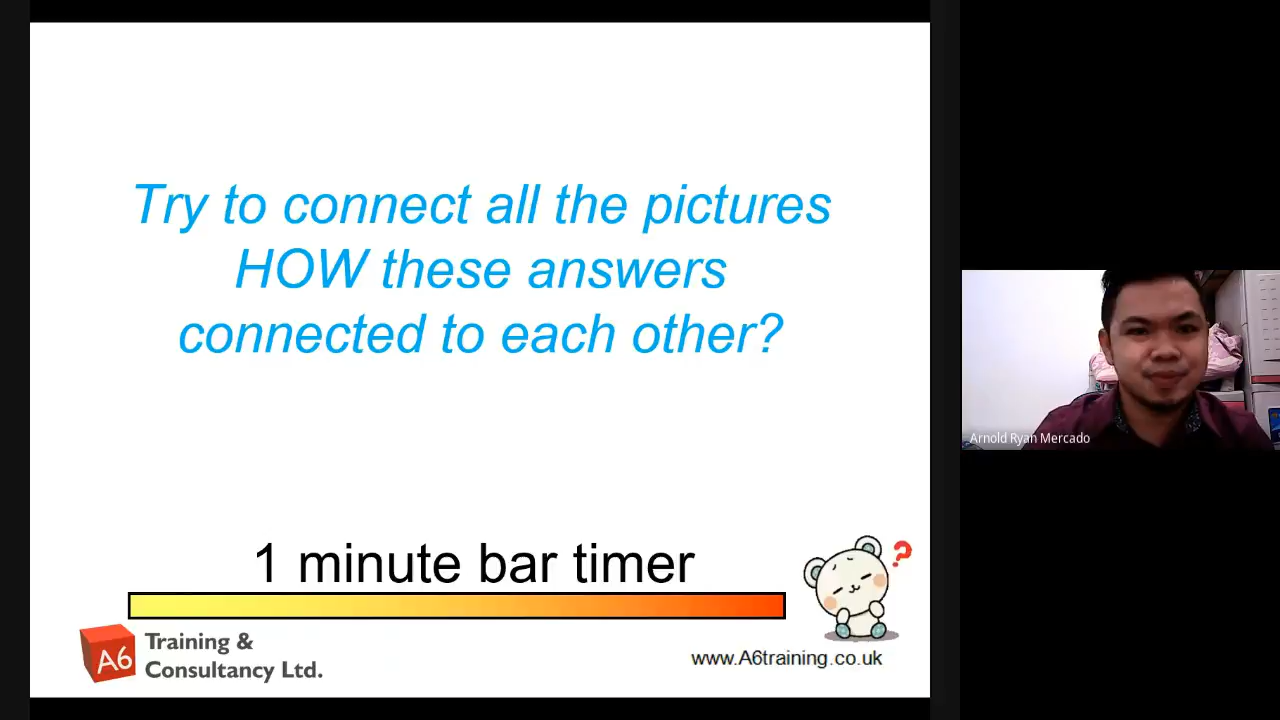 Try to connect all the pictures
HOW these answers
connected to each other?
1 minute bar timer
?
A6
Training &
Consultancy Ltd.
www.A6training.co.uk
Arnold Ryan Mercado